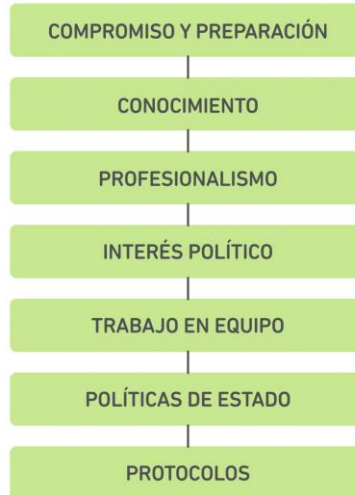 COMPROMISO Y PREPARACIÓN
CONOCIMIENTO
PROFESIONALISMO
INTERÉS POLÍTICO
TRABAJO EN EQUIPO
POLÍTICAS DE ESTADO
PROTOCOLOS